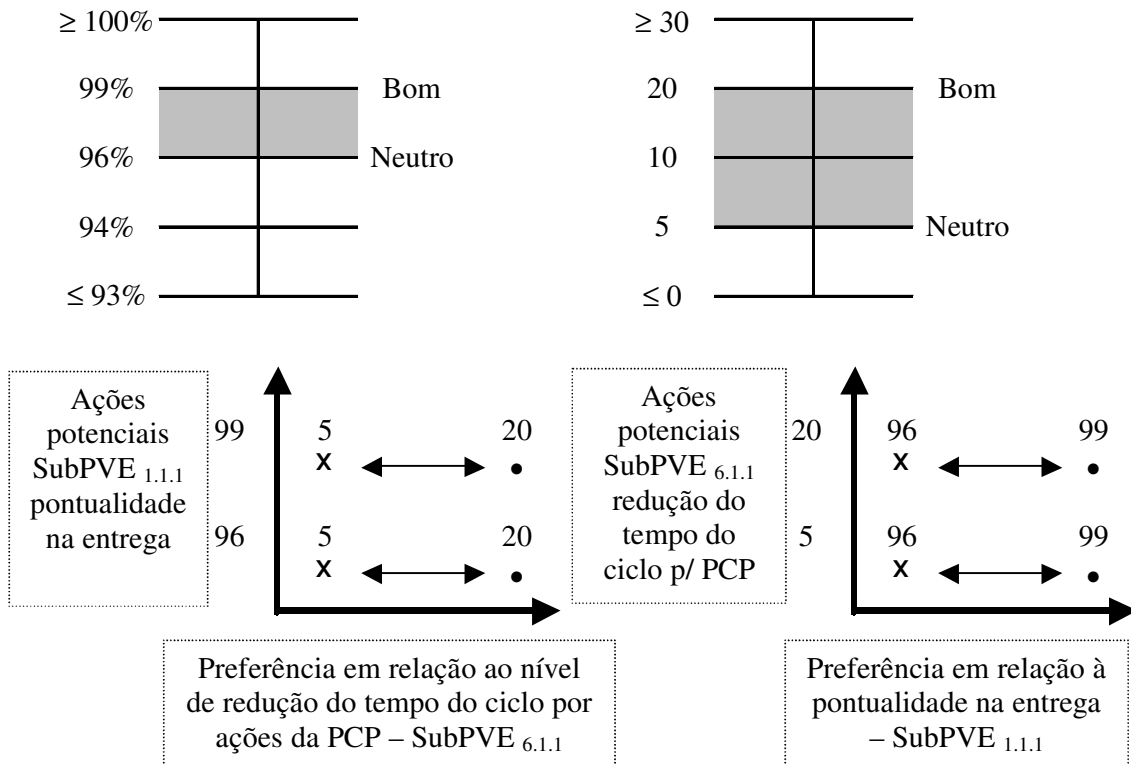 ≥ 100%
99% Bom
96% Neutro
94%
≤ 93%
≥ 30
20 Bom
10
5 Neutro
≤ 0
Ações
potenciais
SubPVE 1.1.1
pontualidade
na entrega
99 5 20
x
96 5 20
x
Preferência em relação ao nível
de redução do tempo do ciclo por
ações da PCP – SubPVE 6.1.1
Ações
potenciais
SubPVE 6.1.1
redução do
tempo do
ciclo p/ PCP
20 96 99
x
5 96 99
x
Preferência em relação à
pontualidade na entrega
– SubPVE 1.1.1